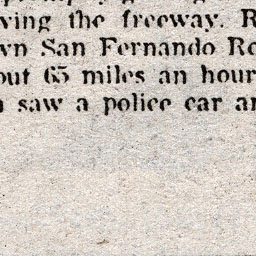 ving the freeway. R
wn San Fernando Ro
out 65 miles an hour
n saw a police car an